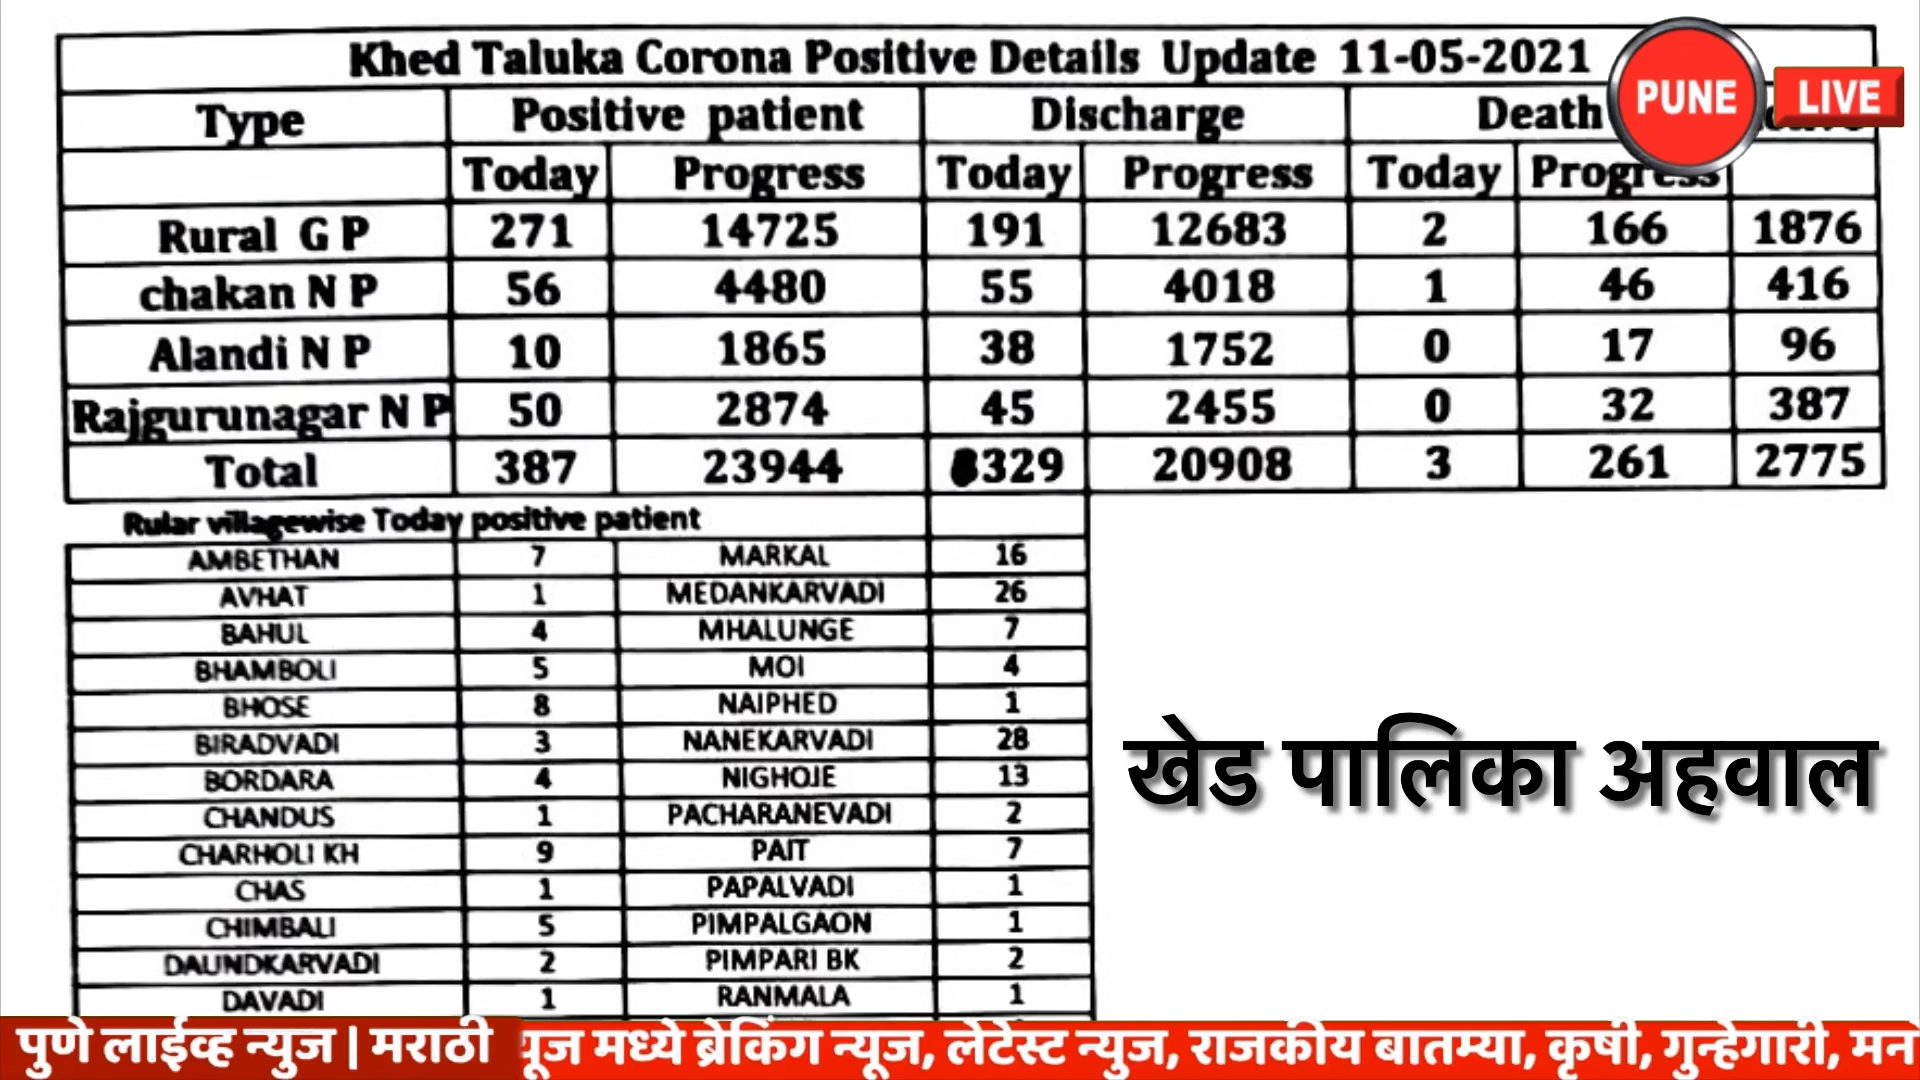 Khed Taluka Corona Positive Details Update 11-05-2021
PUNE LIVE
Type Positive patient Discharge Death
Today Progress Today Progress Today Progress
Rural G P 271 14725 191 12683 2 166 1876
chakan N P 56 4480 55 4018 1 46 416
Alandi N P 10 1865 38 1752 0 17 96
Rajgurunagar N P 50 2874 45 2455 0 32 387
Total 387 23944 329 20908 3 261 2775
Rular villagewise Today positive patient
AMBETHAN 7 MARKAL 16
AVHAT 1 MEDANKARVADI 26
BAHUL 4 MHALUNGE 7
BHAMBOLI 5 MOI 4
BHOSE 8 NAIPHED 1
BIRADVADI 3 NANEKARVADI 28
BORDARA 4 NIGHOJE 13
CHANDUS 1 PACHARANEVADI 2
CHARHOLI KH 9 PAIT 7
CHAS 1 PAPALVADI 1
CHIMBALI 5 PIMPALGAON 1
DAUNDKARVADI 2 PIMPARI BK 2
DAVADI 1 RANMALA 1
खेड पालिका अहवाल
पुणे लाईव्ह न्युज | मराठी यूज मध्ये ब्रेकिंग न्यूज, लेटेस्ट न्युज, राजकीय बातम्या, कृषी, गुन्हेगारी, मन